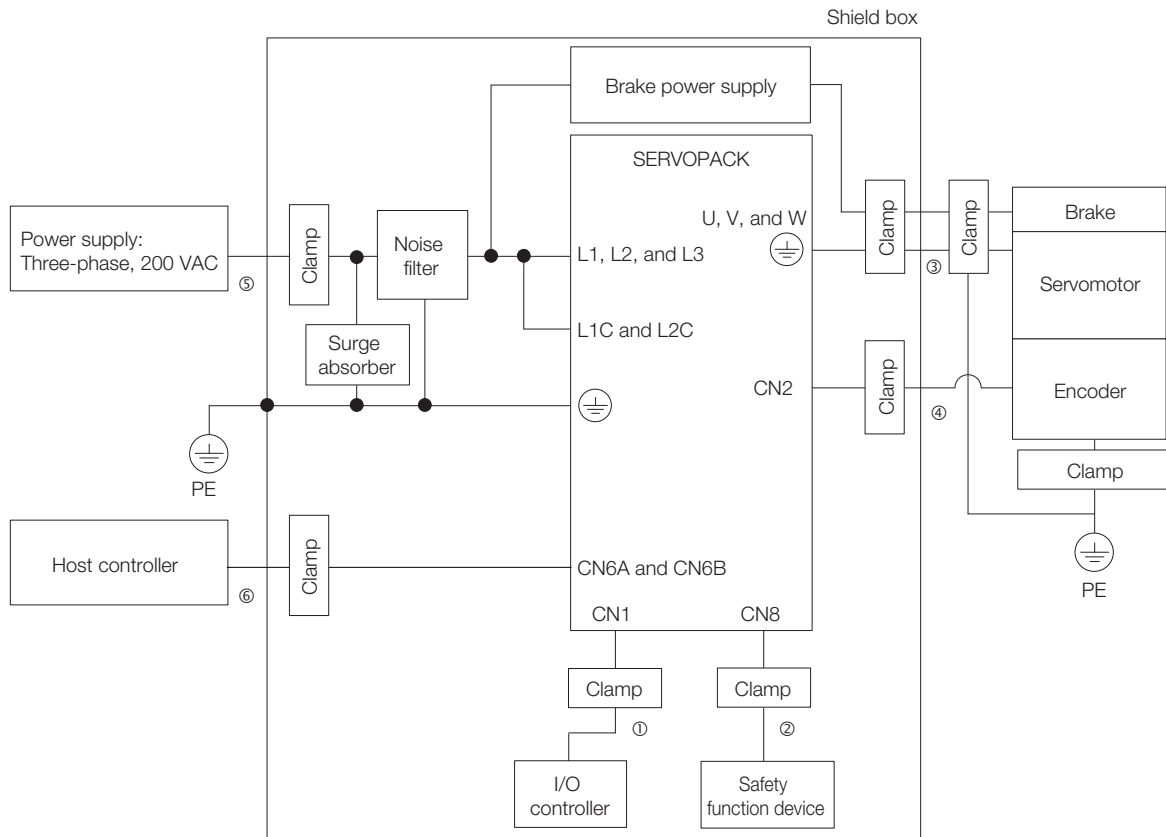 Shield box
Brake power supply
SERVOPACK
Power supply:
Three-phase, 200 VAC
⑤
Clamp
Noise
filter
Surge
absorber
L1, L2, and L3
L1C and L2C
U, V, and W
Clamp
③
Clamp
Brake
Servomotor
CN2
Clamp
④
Encoder
Clamp
PE
PE
Host controller
⑥
Clamp
CN6A and CN6B
CN1
CN8
Clamp
Clamp
①
②
I/O
controller
Safety
function device